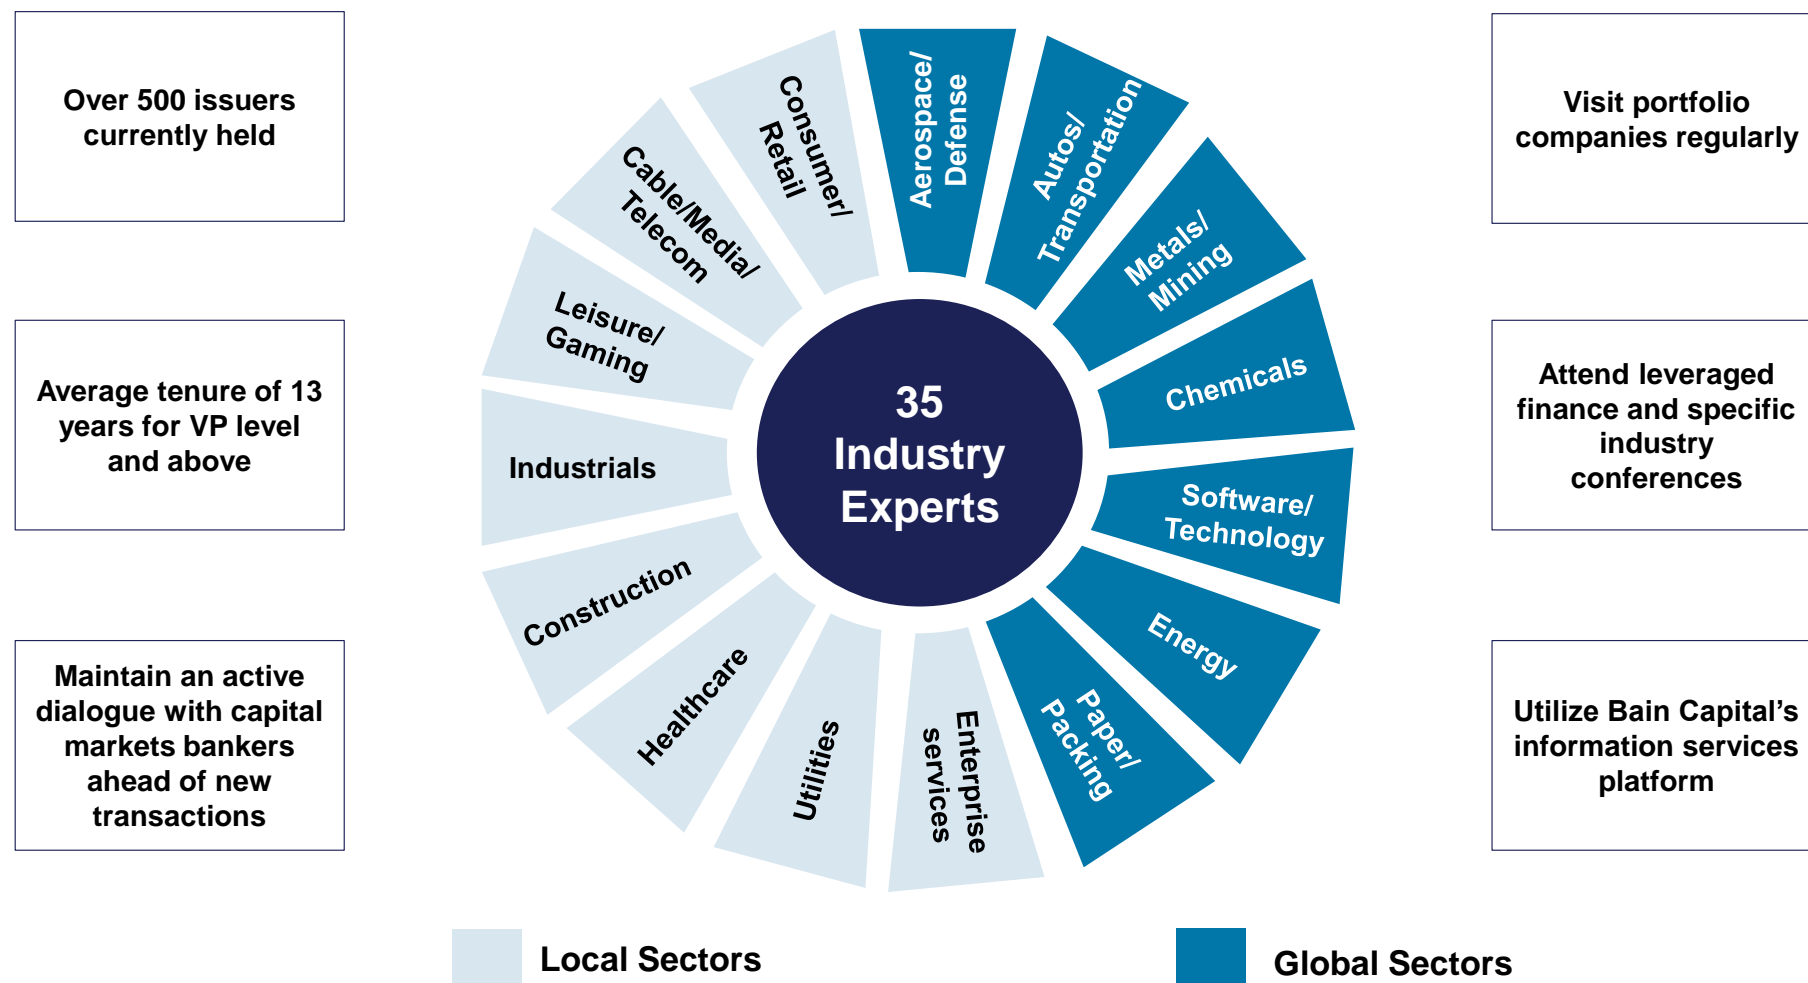 Over 500 issuers
currently held
Average tenure of 13
years for VP level
and above
Maintain an active
dialogue with capital
markets bankers
ahead of new
transactions
Aerospace/
Defense
Autos/
Transportation
Metals/
Mining
Chemicals
Software/
Technology
Energy
Paper/
Packing
Enterprise
services
Utilities
Healthcare
Construction
Industrials
Leisure/
Gaming
Cable/Media/
Telecom
Consumer/
Retail
35
Industry
Experts
Visit portfolio
companies regularly
Attend leveraged
finance and specific
industry
conferences
Utilize Bain Capital’s
information services
platform
Local Sectors
Global Sectors